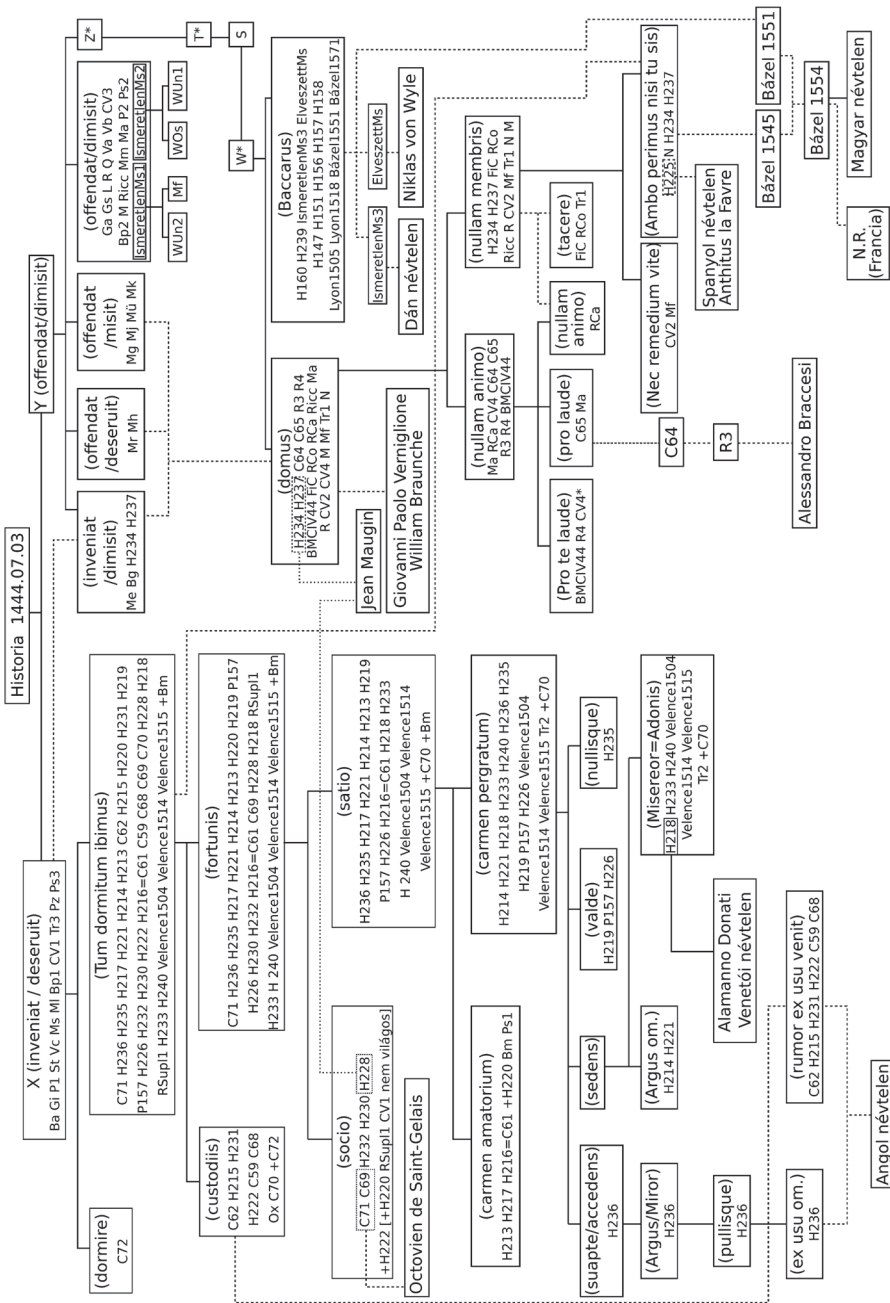 Historia 1444.07.03
X (inveniat / deseruit)
Ba Gi P1 St Vc Ms Ml Bp1 CV1 Tr3 Pz Ps3
Y (offendat/dimisit)
(dormire)
C72
(Tum dormitum ibimus)
C71 H236 H235 H217 H221 H214 H213 C62 H215 H220 H231 H219
P157 H226 H232 H230 H222 H216=C61 C59 C68 C69 C70 H228 H218
RSupl1 H233 H240 Velence1504 Velence1514 Velence1515 +Bm
(inveniat
/dimisit)
Me Bg H234 H237
(offendat
/deseruit)
Mr Mh
(offendat
/misit)
Mg Mj Mü Mk
(offendat/dimisit)
Ga Gs L R Q Va Vb CV3
Bp2 M Ricc Mm Ma P2 Ps2
IsmeretlenMs1
IsmeretlenMs2
WUn2
Mf
WOs
WUn1
Z*
T*
S
W*
(custodiis)
C62 H215 H231
H222 C59 C68
Ox C70 +C72
(fortunis)
C71 H236 H235 H217 H221 H214 H213 H220 H219 P157
H226 H230 H232 H216=C61 C69 H228 H218 RSupl1
H233 H 240 Velence1504 Velence1514 Velence1515 +Bm
(domus)
H234 H237 C64 C65 R3 R4
BMCIV44 FiC RCo RCa Ricc Ma
R CV2 CV4 M Mf Tr1 N
(Baccarus)
H160 H239 IsmeretlenMs3 ElveszettMs
H147 H151 H156 H157 H158
Lyon1505 Lyon1518 Bázel1551 Bázel1571
Jean Maugin
Giovanni Paolo Verniglione
William Braunche
IsmeretlenMs3
ElveszettMs
Dán névtelen
Niklas von Wyle
(socio)
C71 C69 H232 H230 H228
+H222 [+H220 RSupl1 CV1 nem világos]
Octovien de Saint-Gelais
(satio)
H236 H235 H217 H221 H214 H213 H219
P157 H226 H216=C61 H218 H233
H 240 Velence1504 Velence1514
Velence1515 +C70 +Bm
(nullam animo)
Ma RCa CV4 C64 C65
R3 R4 BMCIV44
(nullam membris)
H234 H237 FiC RCo
Ricc R CV2 Mf Tr1 N M
(carmen amatorium)
H213 H217 H216=C61 +H220 Bm Ps1
(carmen pergratum)
H214 H221 H218 H233 H240 H236 H235
H219 P157 H226 Velence1504
Velence1514 Velence1515 Tr2 +C70
(Pro te laude)
BMCIV44 R4 CV4*
(pro laude)
C65 Ma
(nullam
animo)
RCa
(tacere)
FiC RCo Tr1
(suapte/accedens)
H236
(sedens)
(valde)
H219 P157 H226
(nullisque)
H235
C64
(Nec remedium vite)
CV2 Mf
(Ambo perimus nisi tu sis)
H225 N H234 H237
(Argus/Miror)
H236
(Argus om.)
H214 H221
(Misereor=Adonis)
H218 H233 H240 Velence1504
Velence1514 Velence1515
Tr2 +C70
R3
Spanyol névtelen
Anthitus la Favre
(pullisque)
H236
Alamanno Donati
Venetói névtelen
Bázel 1545
Bázel 1551
(ex usu om.)
H236
(rumor ex usu venit)
C62 H215 H231 H222 C59 C68
Alessandro Braccesi
Bázel 1554
Angol névtelen
N.R.
(Francia)
Magyar névtelen